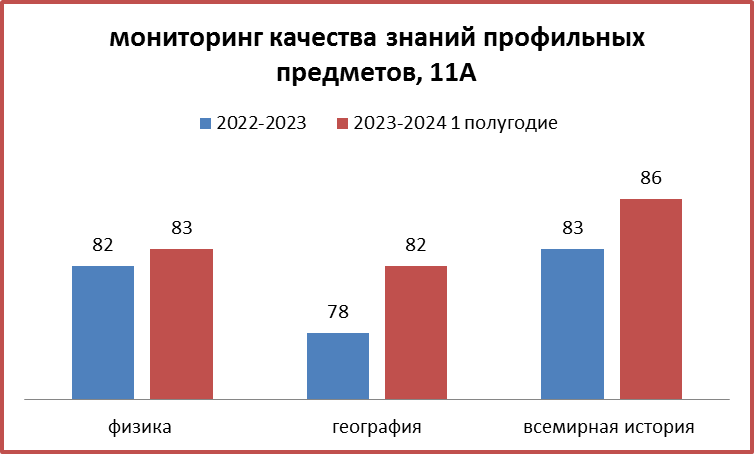 мониторинг качества знаний профильных
предметов, 11А
2022-2023 2023-2024 1 полугодие
82 83 78 82 83 86
физика география всемирная история